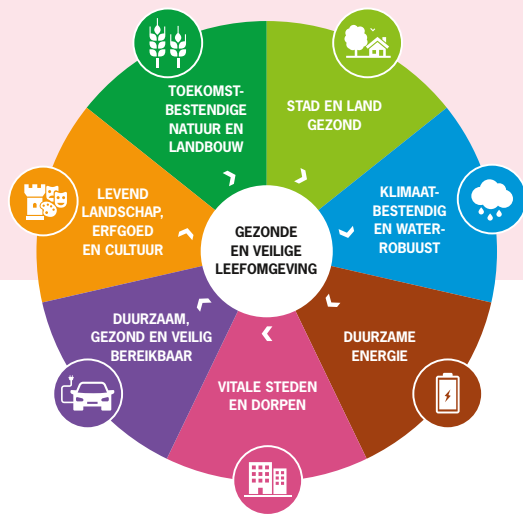 TOEKOMST-
BESTENDIGE
NATUUR EN
LANDBOUW
STAD EN LAND
GEZOND
KLIMAAT-
BESTENDIG
EN WATER-
ROBUUST
DUURZAME
ENERGIE
VITALE STEDEN
EN DORPEN
DUURZAAM,
GEZOND EN VEILIG
BEREIKBAAR
LEVEND
LANDSCHAP,
ERFGOED
EN CULTUUR
GEZONDE
EN VEILIGE
LEEFOMGEVING